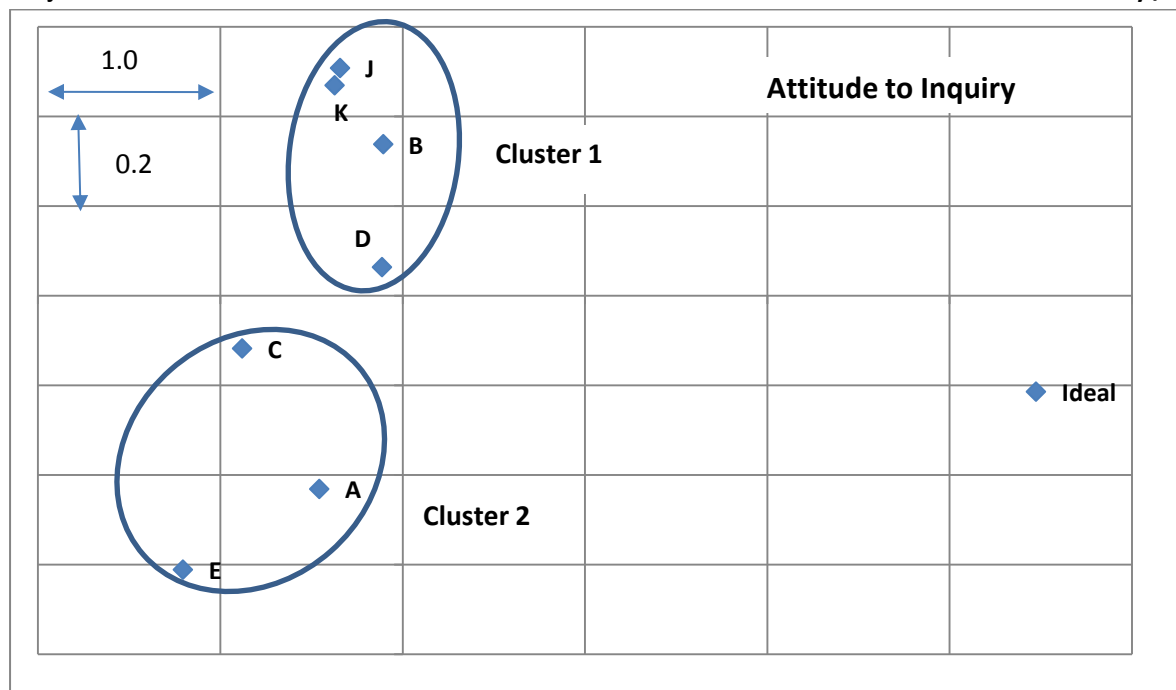 1.0
J
Attitude to Inquiry
K
B
Cluster 1
0.2
D
C
Ideal
A
Cluster 2
E